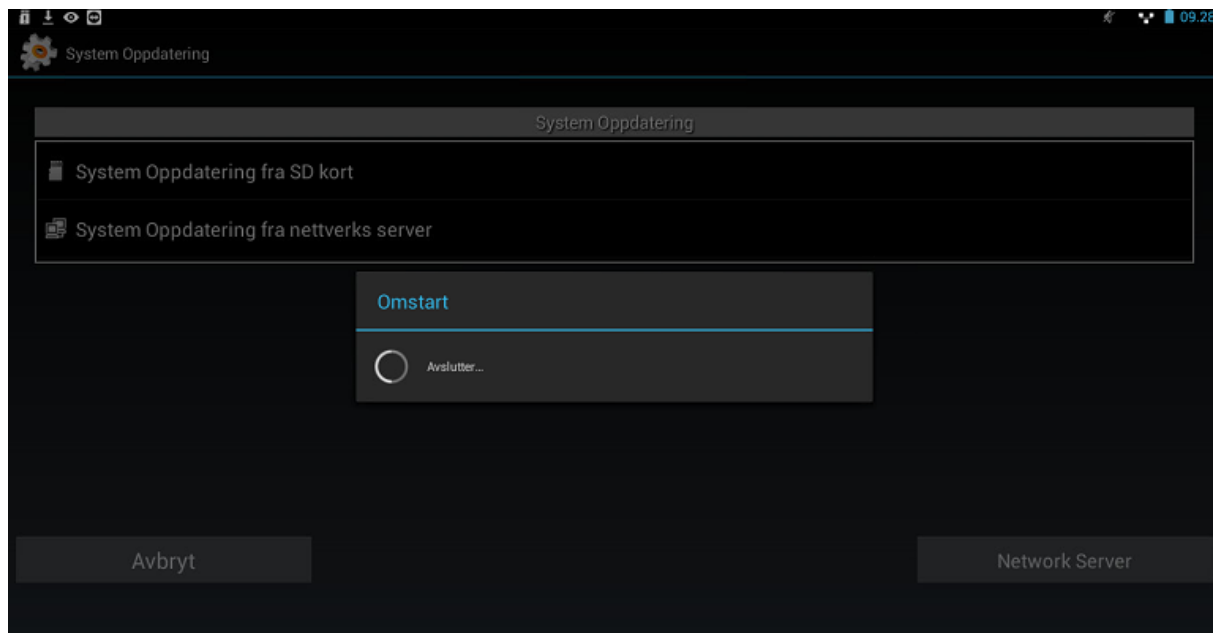 09.28
System Oppdatering
System Oppdatering
System Oppdatering fra SD kort
System Oppdatering fra nettverks server
Omstart
Avslutter...
Avbryt
Network Server